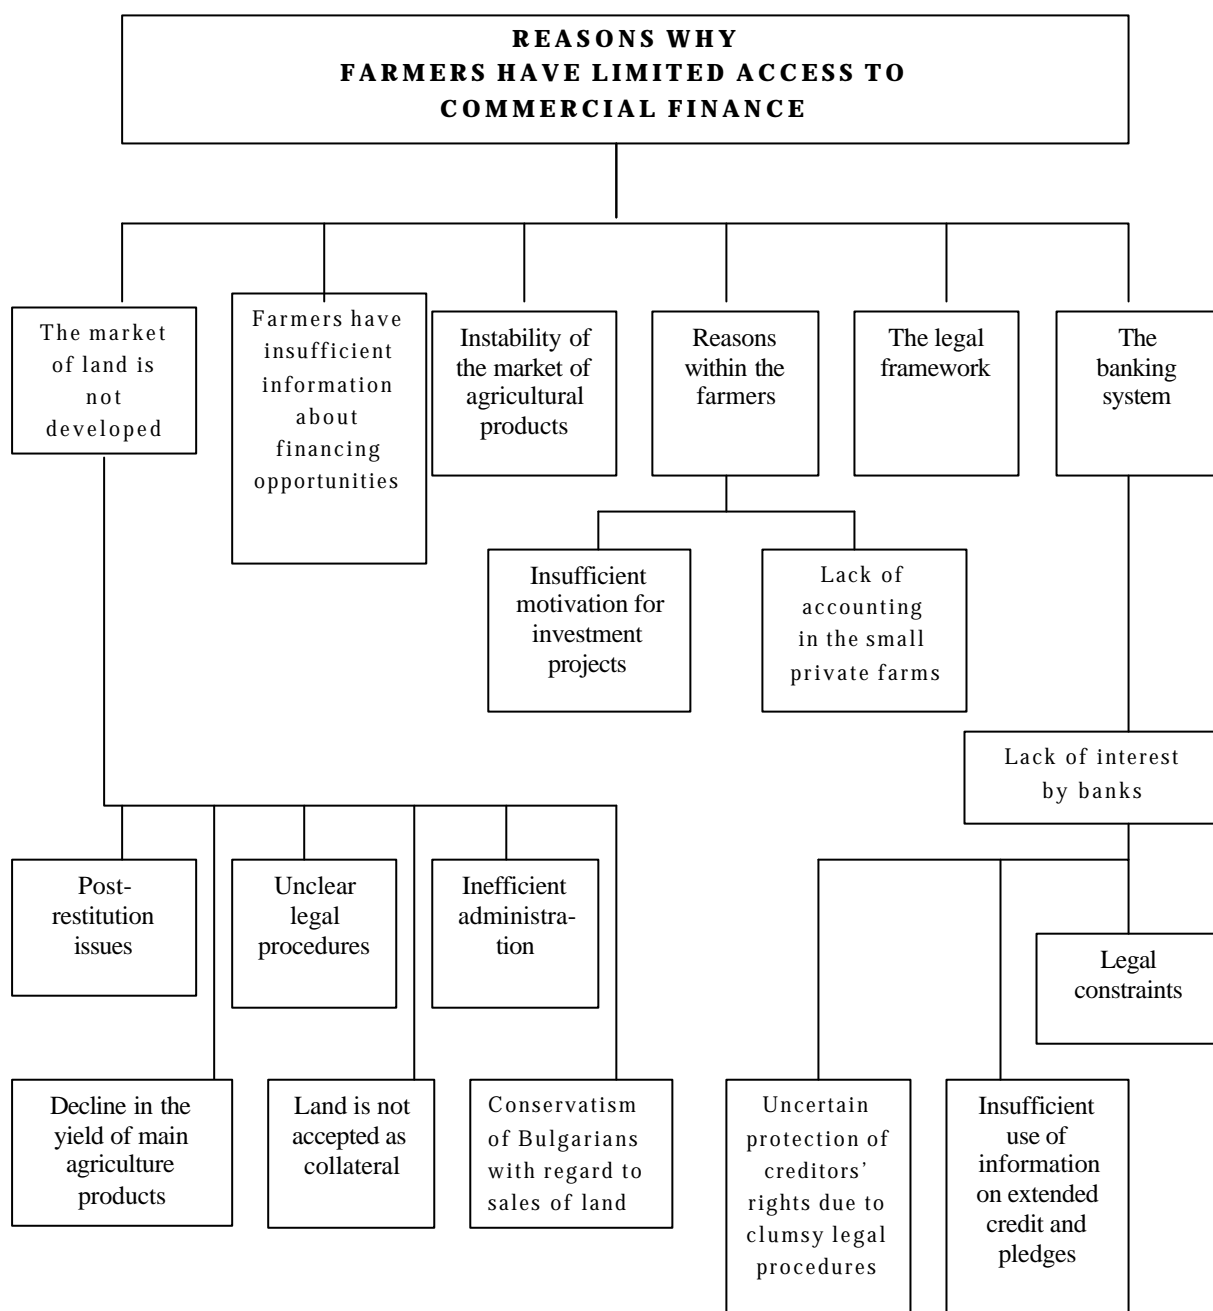 REASONS WHY
FARMERS HAVE LIMITED ACCESS TO
COMMERCIAL FINANCE
The market
of land is
not
developed
Farmers have
insufficient
information
about
financing
opportunities
Instability of
the market of
agricultural
products
Reasons
within the
farmers
The legal
framework
The
banking
system
Insufficient
motivation for
investment
projects
Lack of
accounting
in the small
private farms
Lack of interest
by banks
Post-
restitution
issues
Unclear
legal
procedures
Inefficient
administra-
tion
Legal
constraints
Decline in the
yield of main
agriculture
products
Land is not
accepted as
collateral
Conservatism
of Bulgarians
with regard to
sales of land
Uncertain
protection of
creditors’
rights due to
clumsy legal
procedures
Insufficient
use of
information
on extended
credit and
pledges